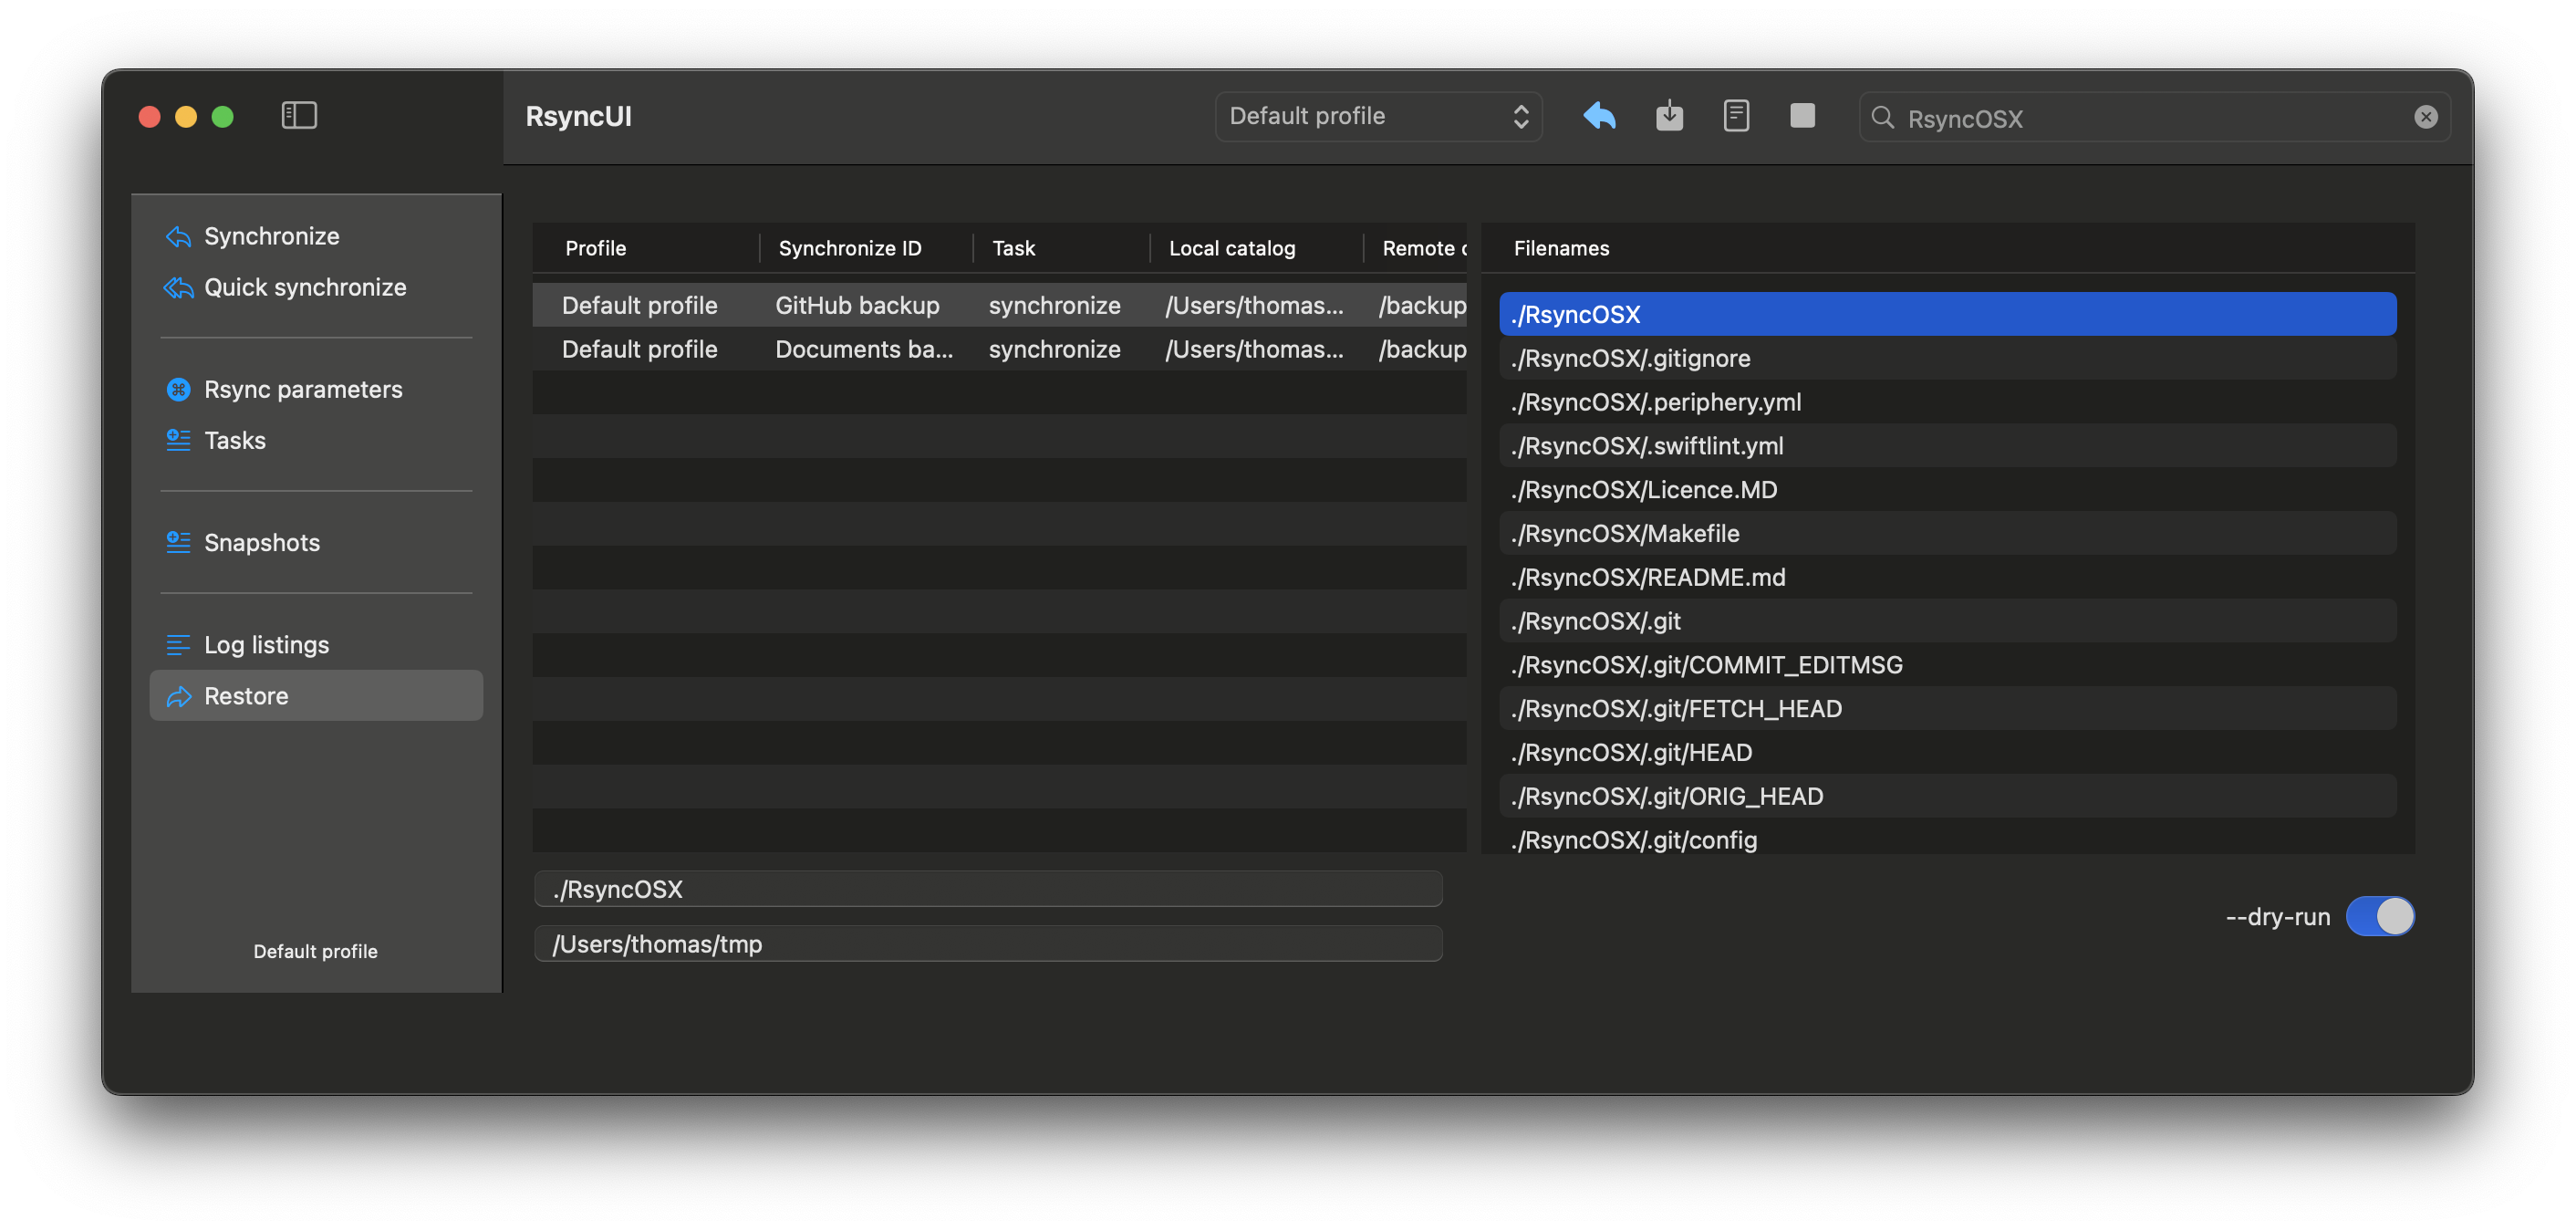 RsyncUI
Default profile
RsyncOSX
Synchronize
Quick synchronize
Rsync parameters
Tasks
Snapshots
Log listings
Restore
Default profile
Profile Synchronize ID Task Local catalog Remote
Default profile GitHub backup synchronize /Users/thomas... /backup
Default profile Documents ba... synchronize /Users/thomas... /backup
./RsyncOSX
/Users/thomas/tmp
Filenames
./RsyncOSX
./RsyncOSX/.gitignore
./RsyncOSX/.periphery.yml
./RsyncOSX/.swiftlint.yml
./RsyncOSX/Licence.MD
./RsyncOSX/Makefile
./RsyncOSX/README.md
./RsyncOSX/.git
./RsyncOSX/.git/COMMIT_EDITMSG
./RsyncOSX/.git/FETCH_HEAD
./RsyncOSX/.git/HEAD
./RsyncOSX/.git/ORIG_HEAD
./RsyncOSX/.git/config
--dry-run